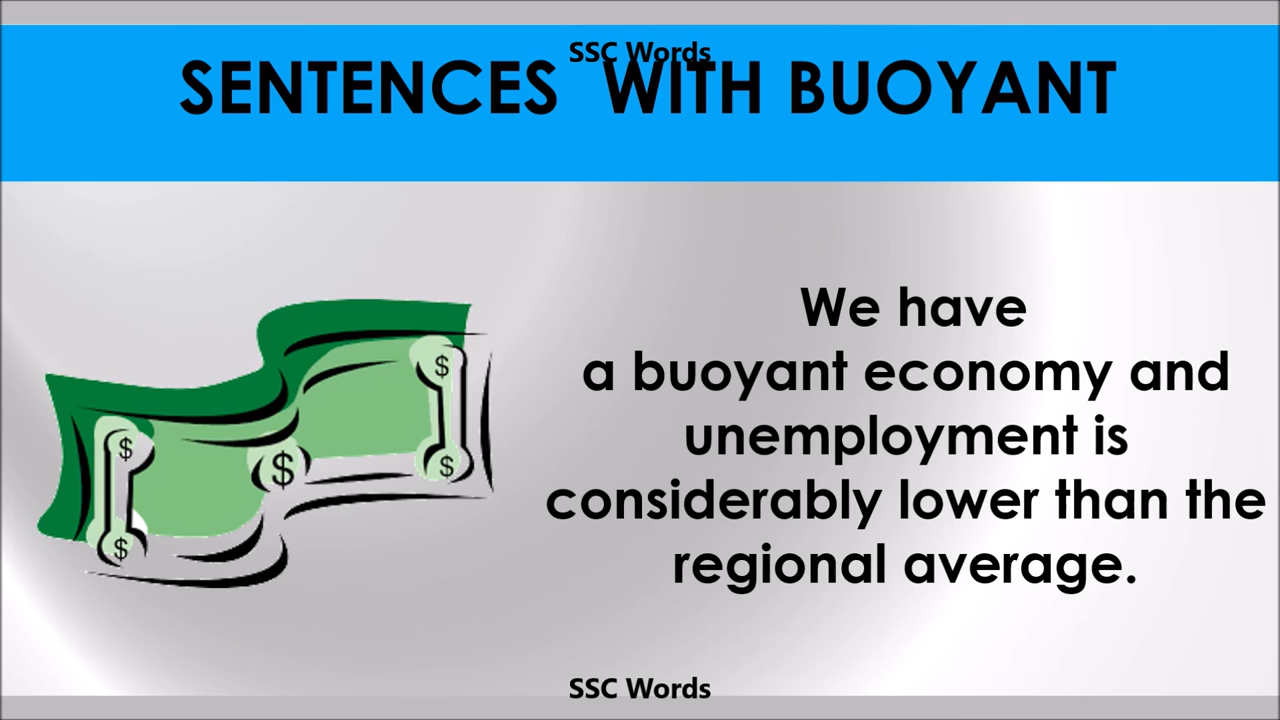 SSC Words
SENTENCES WITH BUOYANT
We have
a buoyant economy and
unemployment is
considerably lower than the
regional average.
$
$
$
$
$
SSC Words